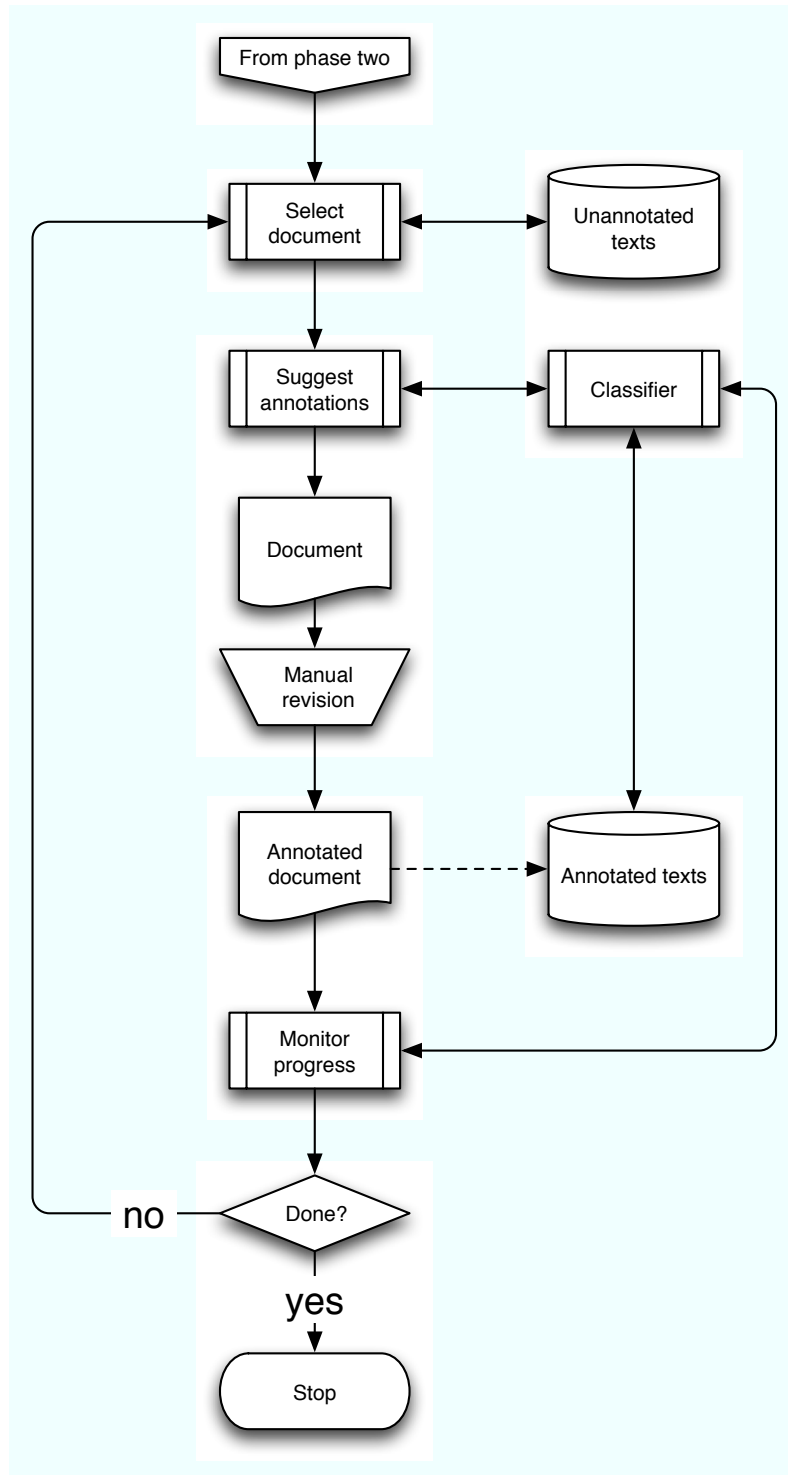 From phase two
Select
document
Unannotated
texts
Suggest
annotations
Classifier
Document
Manual
revision
Annotated
document
Annotated texts
Monitor
progress
Done?
no
yes
Stop